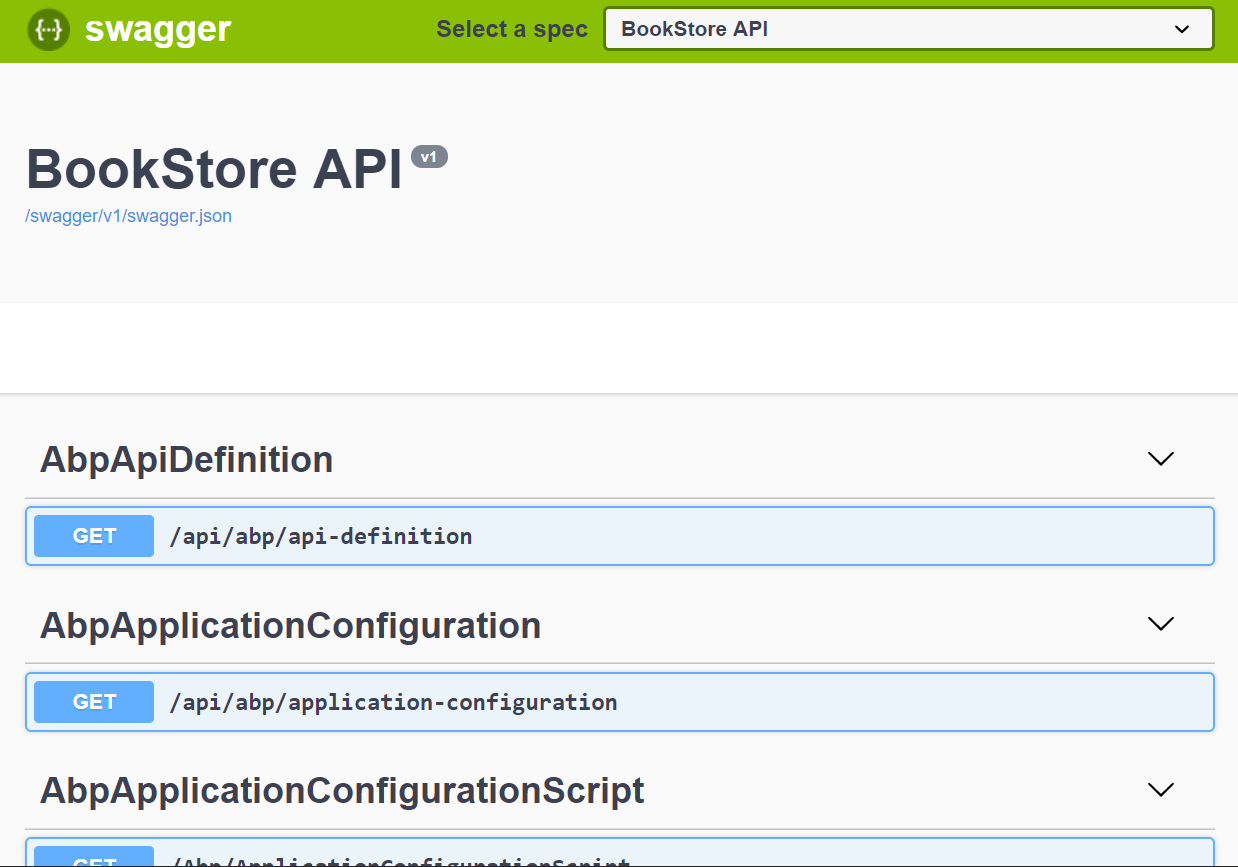 {···} swagger
Select a spec
BookStore API
BookStore API v1
/swagger/v1/swagger.json
AbpApiDefinition
GET /api/abp/api-definition
AbpApplicationConfiguration
GET /api/abp/application-configuration
AbpApplicationConfigurationScript
GET /Abp/ApplicationConfigurationScript